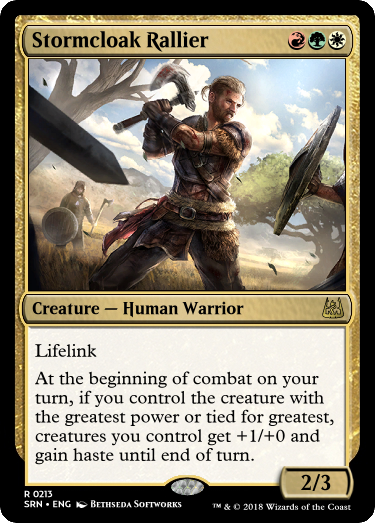 Stormcloak Rallier
Creature — Human Warrior
Lifelink
At the beginning of combat on your
turn, if you control the creature with
the greatest power or tied for greatest,
creatures you control get +1/+0 and
gain haste until end of turn.
2/3
R 0213
SRN • ENG Bethesda Softworks
™ & © 2018 Wizards of the Coast